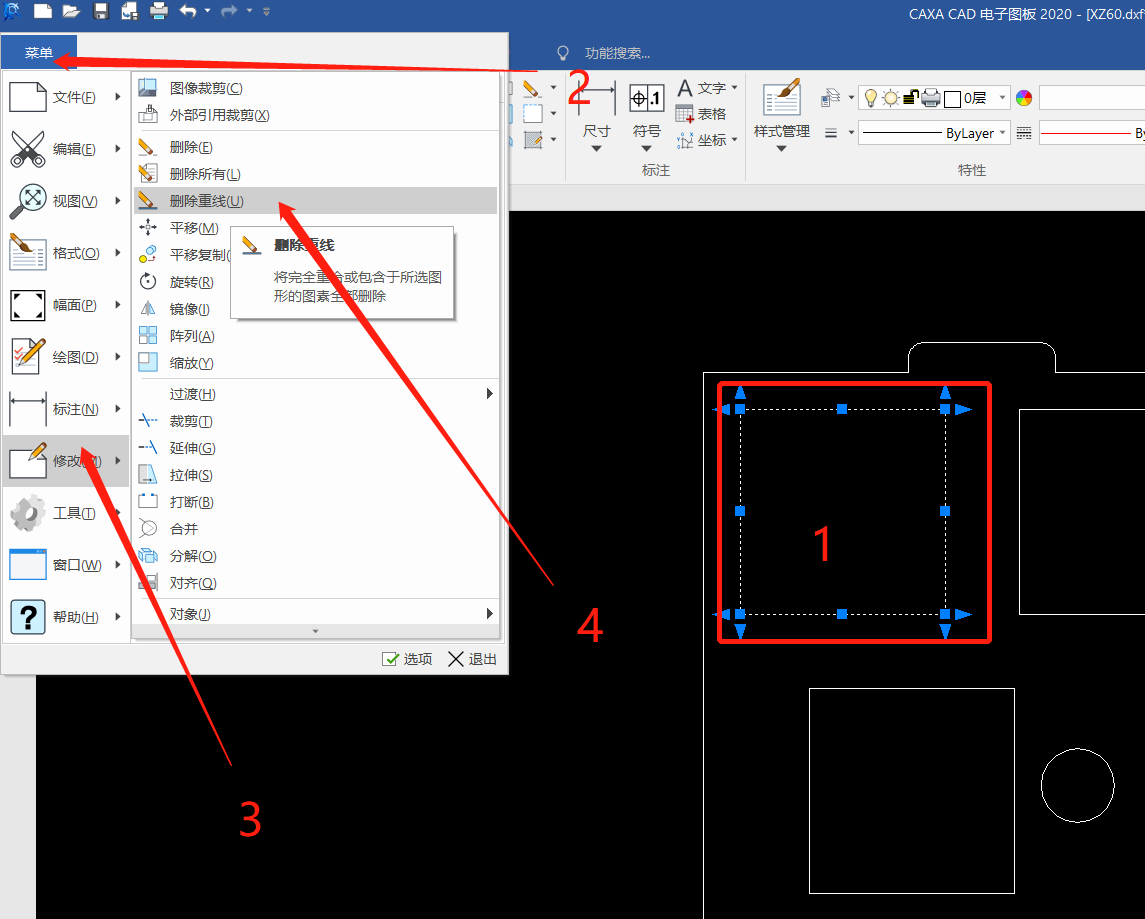 CAXA CAD 电子图板 2020 - [XZ60.dxf
菜单
功能搜索...
文件(F)
编辑(E)
视图(V)
格式(O)
幅面(P)
绘图(D)
标注(N)
修改(M)
工具(T)
窗口(W)
帮助(H)
图像裁剪(C)
外部引用裁剪(X)
删除(E)
删除所有(L)
删除重线(U)
平移(M)
平移复制(
旋转(R)
镜像(I)
阵列(A)
缩放(Y)
过渡(H)
裁剪(T)
延伸(G)
拉伸(S)
打断(B)
合并
分解(O)
对齐(Q)
对象(J)
删除重线
将完全重合或包含于所选图
形的图素全部删除
选项 退出
尺寸
符号
文字
表格
坐标
标注
样式管理
0层
ByLayer
By
特性
1
2
3
4